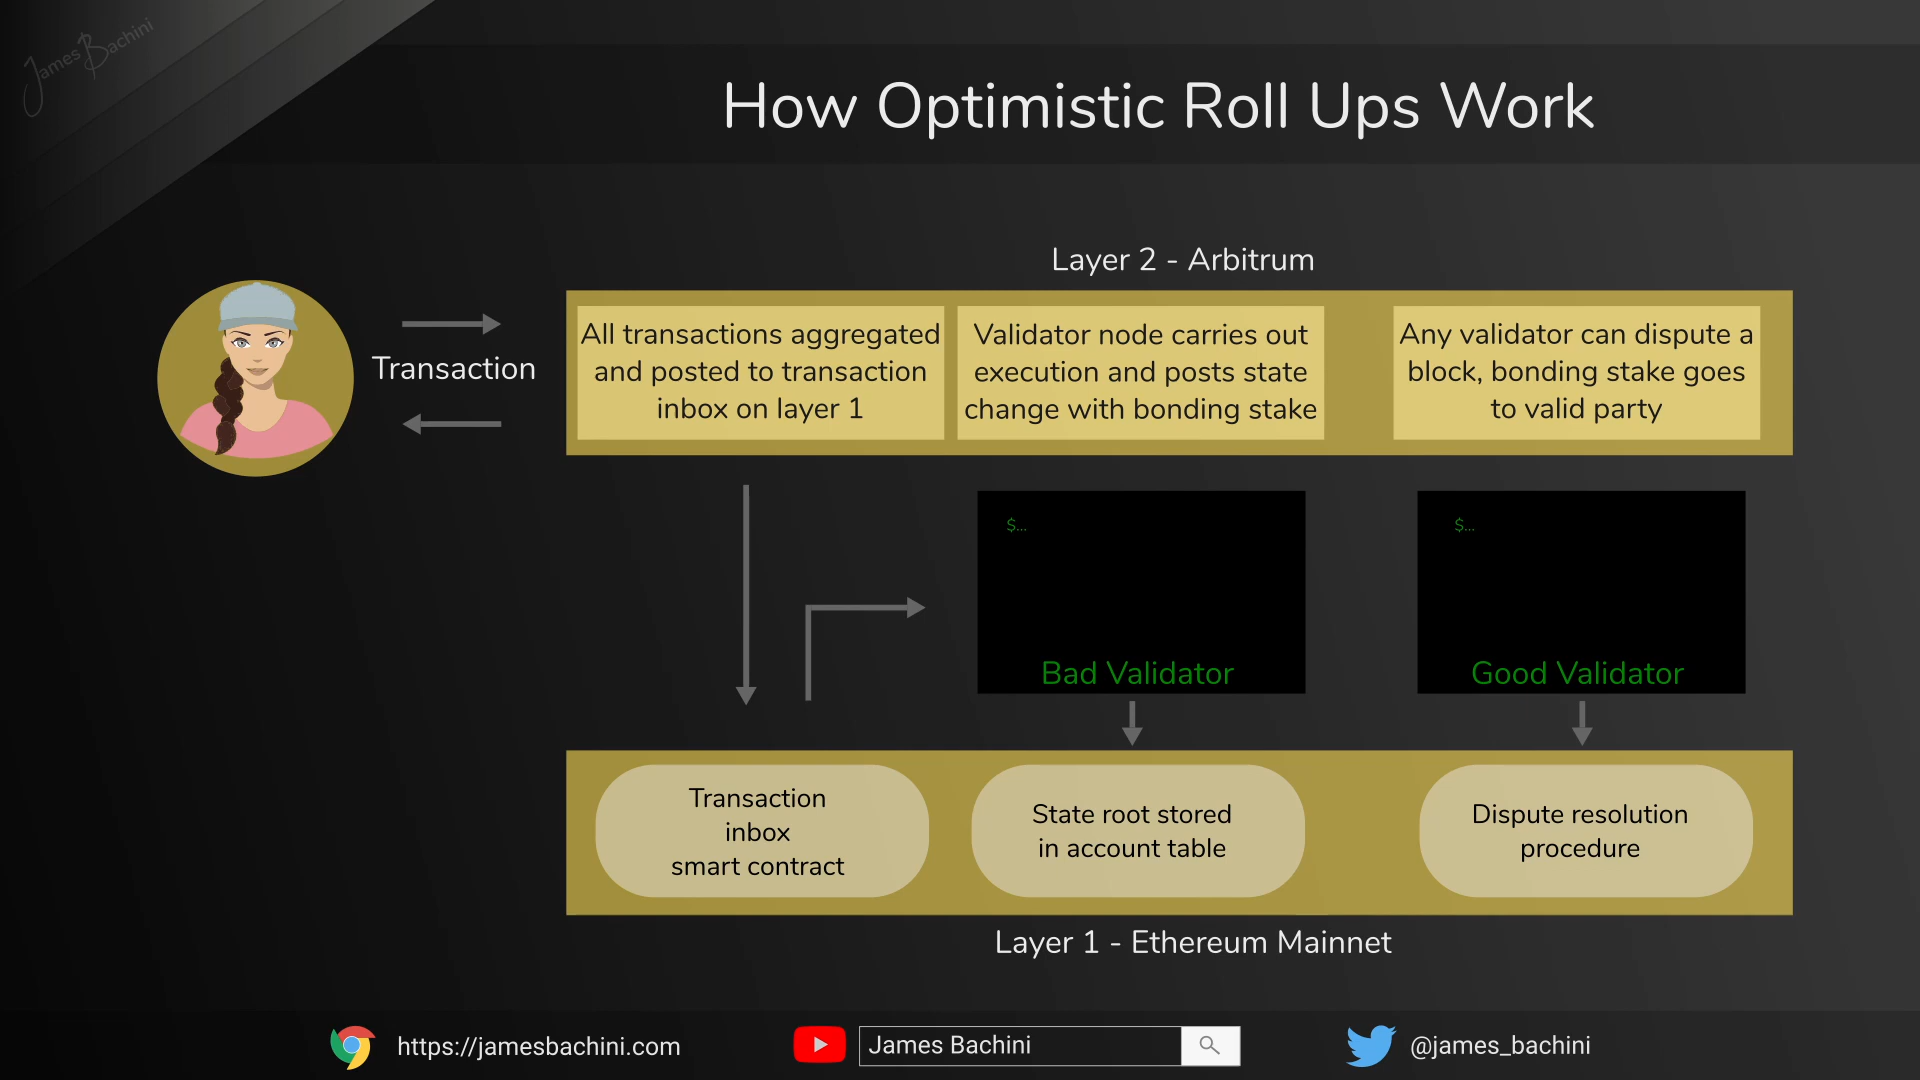 James Bachini
How Optimistic Roll Ups Work
Layer 2 - Arbitrum
Transaction
All transactions aggregated
and posted to transaction
inbox on layer 1
Validator node carries out
execution and posts state
change with bonding stake
Any validator can dispute a
block, bonding stake goes
to valid party
$...
Bad Validator
$...
Good Validator
Transaction
inbox
smart contract
State root stored
in account table
Dispute resolution
procedure
Layer 1 - Ethereum Mainnet
https://jamesbachini.com
James Bachini
@james_bachini